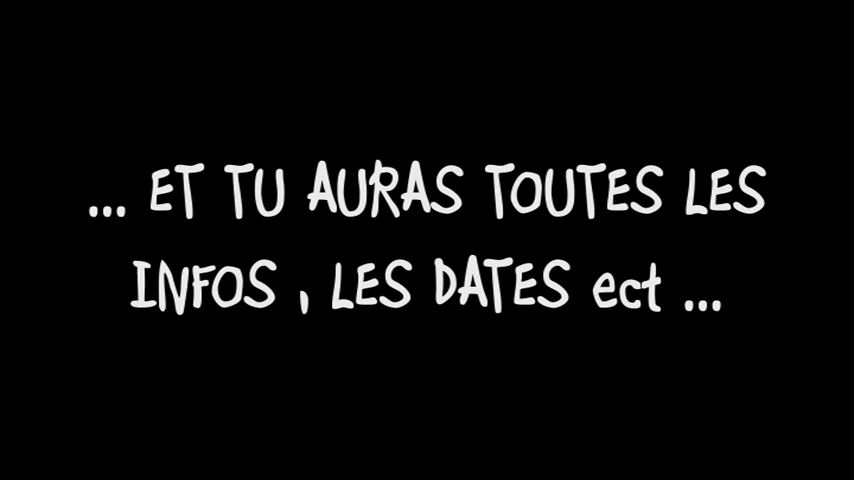 ... ET TU AURAS TOUTES LES
INFOS , LES DATES ect ...